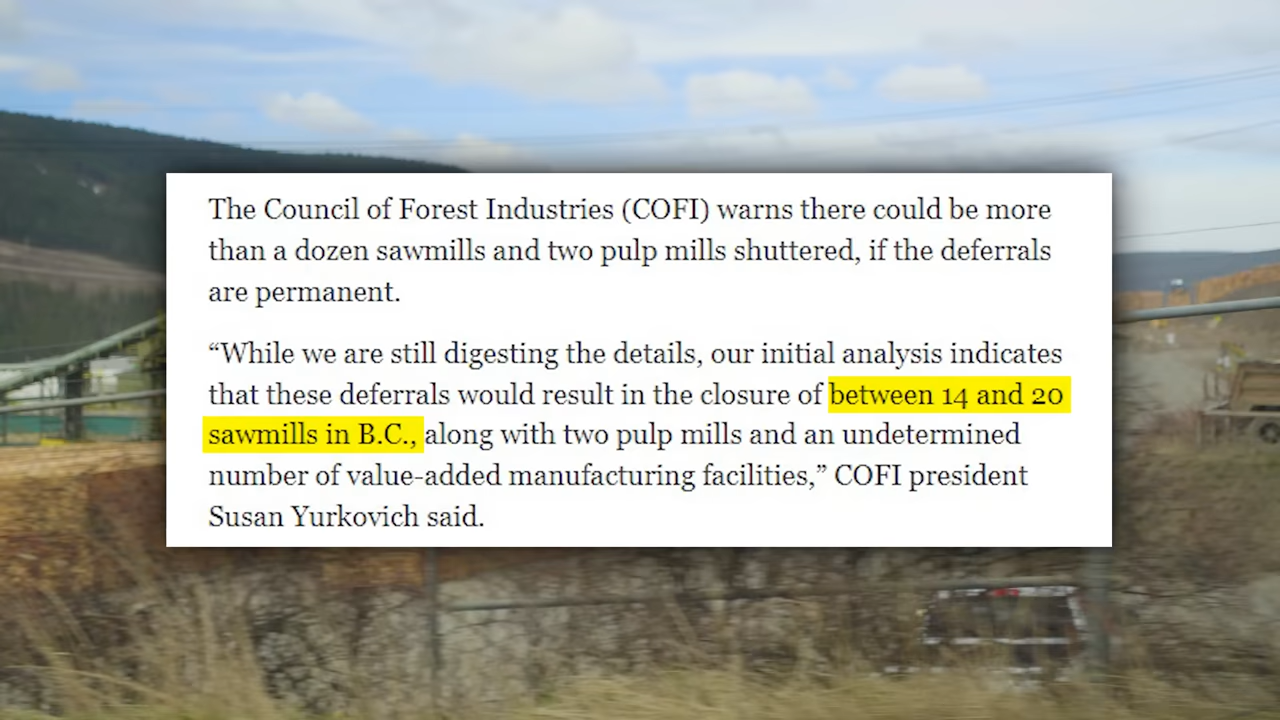 The Council of Forest Industries (COFI) warns there could be more
than a dozen sawmills and two pulp mills shuttered, if the deferrals
are permanent.
“While we are still digesting the details, our initial analysis indicates
that these deferrals would result in the closure of between 14 and 20
sawmills in B.C., along with two pulp mills and an undetermined
number of value-added manufacturing facilities,” COFI president
Susan Yurkovich said.